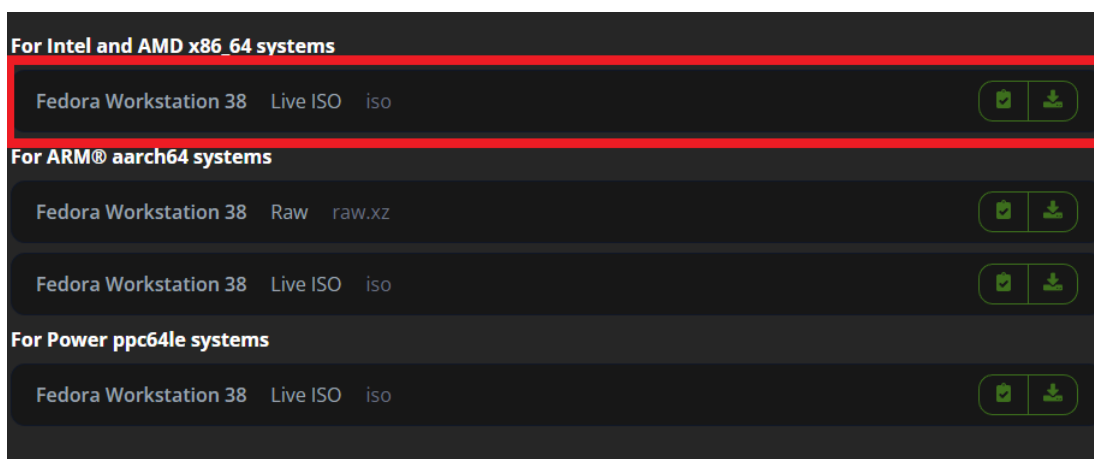 For Intel and AMD x86_64 systems
Fedora Workstation 38 Live ISO iso
For ARM® aarch64 systems
Fedora Workstation 38 Raw raw.xz
Fedora Workstation 38 Live ISO iso
For Power ppc64le systems
Fedora Workstation 38 Live ISO iso